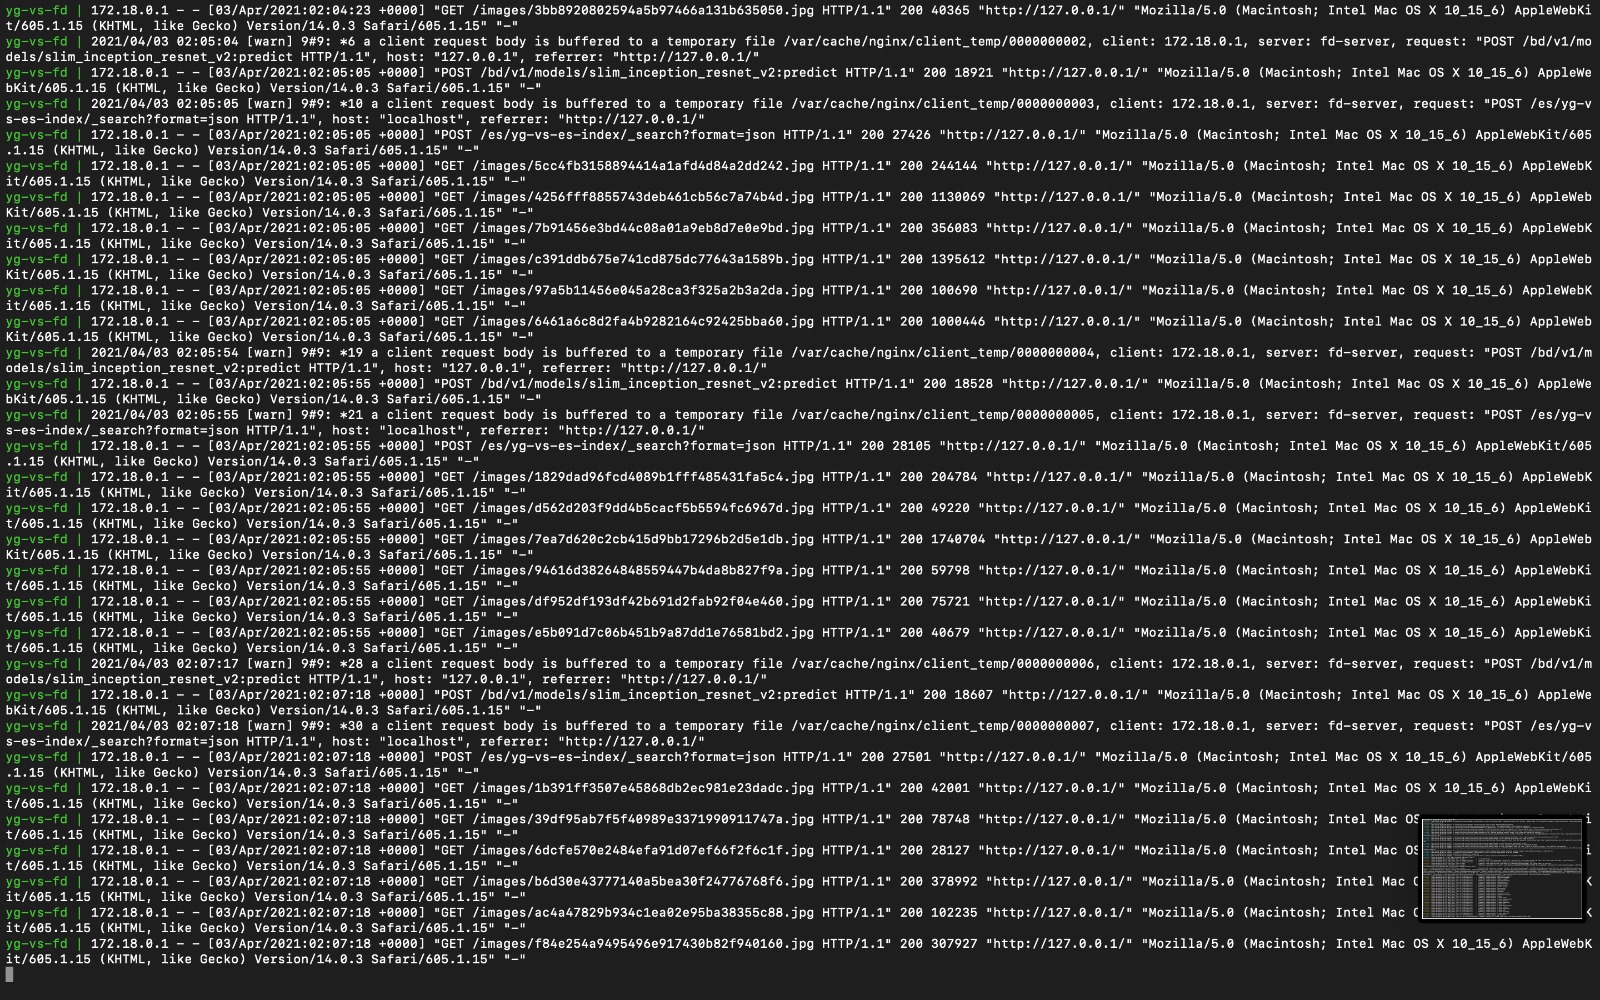 yg-vs-fd | 172.18.0.1 - - [03/Apr/2021:02:04:23 +0000] "GET /images/3bb8920802594a5b97466a131b635050.jpg HTTP/1.1" 200 40365 "http://127.0.0.1/" "Mozilla/5.0 (Macintosh; Intel Mac OS X 10_15_6) AppleWebKi
t/605.1.15 (KHTML, like Gecko) Version/14.0.3 Safari/605.1.15" "-"
yg-vs-fd | 2021/04/03 02:05:04 [warn] 9#9: *6 a client request body is buffered to a temporary file /var/cache/nginx/client_temp/0000000002, client: 172.18.0.1, server: fd-server, request: "POST /bd/v1/mo
dels/slim_inception_resnet_v2:predict HTTP/1.1", host: "127.0.0.1", referrer: "http://127.0.0.1/"
yg-vs-fd | 172.18.0.1 - - [03/Apr/2021:02:05:05 +0000] "POST /bd/v1/models/slim_inception_resnet_v2:predict HTTP/1.1" 200 18921 "http://127.0.0.1/" "Mozilla/5.0 (Macintosh; Intel Mac OS X 10_15_6) AppleWe
bKit/605.1.15 (KHTML, like Gecko) Version/14.0.3 Safari/605.1.15" "-"
yg-vs-fd | 2021/04/03 02:05:05 [warn] 9#9: *10 a client request body is buffered to a temporary file /var/cache/nginx/client_temp/0000000003, client: 172.18.0.1, server: fd-server, request: "POST /es/yg-v
s-es-index/_search?format=json HTTP/1.1", host: "localhost", referrer: "http://127.0.0.1/"
yg-vs-fd | 172.18.0.1 - - [03/Apr/2021:02:05:05 +0000] "POST /es/yg-vs-es-index/_search?format=json HTTP/1.1" 200 27426 "http://127.0.0.1/" "Mozilla/5.0 (Macintosh; Intel Mac OS X 10_15_6) AppleWebKit/605
.1.15 (KHTML, like Gecko) Version/14.0.3 Safari/605.1.15" "-"
yg-vs-fd | 172.18.0.1 - - [03/Apr/2021:02:05:05 +0000] "GET /images/5cc4fb3158894414a1afd4d84a2dd242.jpg HTTP/1.1" 200 244144 "http://127.0.0.1/" "Mozilla/5.0 (Macintosh; Intel Mac OS X 10_15_6) AppleWebK
it/605.1.15 (KHTML, like Gecko) Version/14.0.3 Safari/605.1.15" "-"
yg-vs-fd | 172.18.0.1 - - [03/Apr/2021:02:05:05 +0000] "GET /images/4256fff8855743deb461cb56c7a74b4d.jpg HTTP/1.1" 200 1130069 "http://127.0.0.1/" "Mozilla/5.0 (Macintosh; Intel Mac OS X 10_15_6) AppleWeb
Kit/605.1.15 (KHTML, like Gecko) Version/14.0.3 Safari/605.1.15" "-"
yg-vs-fd | 172.18.0.1 - - [03/Apr/2021:02:05:05 +0000] "GET /images/7b91456e3bd44c08a01a9eb8d7e0e9bd.jpg HTTP/1.1" 200 356083 "http://127.0.0.1/" "Mozilla/5.0 (Macintosh; Intel Mac OS X 10_15_6) AppleWebK
it/605.1.15 (KHTML, like Gecko) Version/14.0.3 Safari/605.1.15" "-"
yg-vs-fd | 172.18.0.1 - - [03/Apr/2021:02:05:05 +0000] "GET /images/c391ddb675e741cd875dc77643a1589b.jpg HTTP/1.1" 200 1395612 "http://127.0.0.1/" "Mozilla/5.0 (Macintosh; Intel Mac OS X 10_15_6) AppleWeb
Kit/605.1.15 (KHTML, like Gecko) Version/14.0.3 Safari/605.1.15" "-"
yg-vs-fd | 172.18.0.1 - - [03/Apr/2021:02:05:05 +0000] "GET /images/97a5b11456e045a28ca3f325a2b3a2da.jpg HTTP/1.1" 200 100690 "http://127.0.0.1/" "Mozilla/5.0 (Macintosh; Intel Mac OS X 10_15_6) AppleWebK
it/605.1.15 (KHTML, like Gecko) Version/14.0.3 Safari/605.1.15" "-"
yg-vs-fd | 172.18.0.1 - - [03/Apr/2021:02:05:05 +0000] "GET /images/6461a6c8d2fa4b9282164c92425bba60.jpg HTTP/1.1" 200 1000446 "http://127.0.0.1/" "Mozilla/5.0 (Macintosh; Intel Mac OS X 10_15_6) AppleWeb
Kit/605.1.15 (KHTML, like Gecko) Version/14.0.3 Safari/605.1.15" "-"
yg-vs-fd | 2021/04/03 02:05:54 [warn] 9#9: *19 a client request body is buffered to a temporary file /var/cache/nginx/client_temp/0000000004, client: 172.18.0.1, server: fd-server, request: "POST /bd/v1/m
odels/slim_inception_resnet_v2:predict HTTP/1.1", host: "127.0.0.1", referrer: "http://127.0.0.1/"
yg-vs-fd | 172.18.0.1 - - [03/Apr/2021:02:05:55 +0000] "POST /bd/v1/models/slim_inception_resnet_v2:predict HTTP/1.1" 200 18528 "http://127.0.0.1/" "Mozilla/5.0 (Macintosh; Intel Mac OS X 10_15_6) AppleWe
bKit/605.1.15 (KHTML, like Gecko) Version/14.0.3 Safari/605.1.15" "-"
yg-vs-fd | 2021/04/03 02:05:55 [warn] 9#9: *21 a client request body is buffered to a temporary file /var/cache/nginx/client_temp/0000000005, client: 172.18.0.1, server: fd-server, request: "POST /es/yg-v
s-es-index/_search?format=json HTTP/1.1", host: "localhost", referrer: "http://127.0.0.1/"
yg-vs-fd | 172.18.0.1 - - [03/Apr/2021:02:05:55 +0000] "POST /es/yg-vs-es-index/_search?format=json HTTP/1.1" 200 28105 "http://127.0.0.1/" "Mozilla/5.0 (Macintosh; Intel Mac OS X 10_15_6) AppleWebKit/605
.1.15 (KHTML, like Gecko) Version/14.0.3 Safari/605.1.15" "-"
yg-vs-fd | 172.18.0.1 - - [03/Apr/2021:02:05:55 +0000] "GET /images/1829dad96fcd4089b1fff485431fa5c4.jpg HTTP/1.1" 200 204784 "http://127.0.0.1/" "Mozilla/5.0 (Macintosh; Intel Mac OS X 10_15_6) AppleWebK
it/605.1.15 (KHTML, like Gecko) Version/14.0.3 Safari/605.1.15" "-"
yg-vs-fd | 172.18.0.1 - - [03/Apr/2021:02:05:55 +0000] "GET /images/d562d203f9dd4b5cacf5b5594fc6967d.jpg HTTP/1.1" 200 49220 "http://127.0.0.1/" "Mozilla/5.0 (Macintosh; Intel Mac OS X 10_15_6) AppleWebKi
t/605.1.15 (KHTML, like Gecko) Version/14.0.3 Safari/605.1.15" "-"
yg-vs-fd | 172.18.0.1 - - [03/Apr/2021:02:05:55 +0000] "GET /images/7ea7d620c2cb415d9bb17296b2d5e1db.jpg HTTP/1.1" 200 1740704 "http://127.0.0.1/" "Mozilla/5.0 (Macintosh; Intel Mac OS X 10_15_6) AppleWeb
Kit/605.1.15 (KHTML, like Gecko) Version/14.0.3 Safari/605.1.15" "-"
yg-vs-fd | 172.18.0.1 - - [03/Apr/2021:02:05:55 +0000] "GET /images/94616d38264848559447b4da8b827f9a.jpg HTTP/1.1" 200 59798 "http://127.0.0.1/" "Mozilla/5.0 (Macintosh; Intel Mac OS X 10_15_6) AppleWebKi
t/605.1.15 (KHTML, like Gecko) Version/14.0.3 Safari/605.1.15" "-"
yg-vs-fd | 172.18.0.1 - - [03/Apr/2021:02:05:55 +0000] "GET /images/df952df193df42b691d2fab92f04e460.jpg HTTP/1.1" 200 75721 "http://127.0.0.1/" "Mozilla/5.0 (Macintosh; Intel Mac OS X 10_15_6) AppleWebKi
t/605.1.15 (KHTML, like Gecko) Version/14.0.3 Safari/605.1.15" "-"
yg-vs-fd | 172.18.0.1 - - [03/Apr/2021:02:05:55 +0000] "GET /images/e5b091d7c06b451b9a87dd1e76581bd2.jpg HTTP/1.1" 200 40679 "http://127.0.0.1/" "Mozilla/5.0 (Macintosh; Intel Mac OS X 10_15_6) AppleWebKi
t/605.1.15 (KHTML, like Gecko) Version/14.0.3 Safari/605.1.15" "-"
yg-vs-fd | 2021/04/03 02:07:17 [warn] 9#9: *28 a client request body is buffered to a temporary file /var/cache/nginx/client_temp/0000000006, client: 172.18.0.1, server: fd-server, request: "POST /bd/v1/m
odels/slim_inception_resnet_v2:predict HTTP/1.1", host: "127.0.0.1", referrer: "http://127.0.0.1/"
yg-vs-fd | 172.18.0.1 - - [03/Apr/2021:02:07:18 +0000] "POST /bd/v1/models/slim_inception_resnet_v2:predict HTTP/1.1" 200 18607 "http://127.0.0.1/" "Mozilla/5.0 (Macintosh; Intel Mac OS X 10_15_6) AppleWe
bKit/605.1.15 (KHTML, like Gecko) Version/14.0.3 Safari/605.1.15" "-"
yg-vs-fd | 2021/04/03 02:07:18 [warn] 9#9: *30 a client request body is buffered to a temporary file /var/cache/nginx/client_temp/0000000007, client: 172.18.0.1, server: fd-server, request: "POST /es/yg-v
s-es-index/_search?format=json HTTP/1.1", host: "localhost", referrer: "http://127.0.0.1/"
yg-vs-fd | 172.18.0.1 - - [03/Apr/2021:02:07:18 +0000] "POST /es/yg-vs-es-index/_search?format=json HTTP/1.1" 200 27501 "http://127.0.0.1/" "Mozilla/5.0 (Macintosh; Intel Mac OS X 10_15_6) AppleWebKit/605
.1.15 (KHTML, like Gecko) Version/14.0.3 Safari/605.1.15" "-"
yg-vs-fd | 172.18.0.1 - - [03/Apr/2021:02:07:18 +0000] "GET /images/1b391ff3507e45868db2ec981e23dadc.jpg HTTP/1.1" 200 42001 "http://127.0.0.1/" "Mozilla/5.0 (Macintosh; Intel Mac OS X 10_15_6) AppleWebKi
t/605.1.15 (KHTML, like Gecko) Version/14.0.3 Safari/605.1.15" "-"
yg-vs-fd | 172.18.0.1 - - [03/Apr/2021:02:07:18 +0000] "GET /images/39df95ab7f5f40989e3371990911747a.jpg HTTP/1.1" 200 78748 "http://127.0.0.1/" "Mozilla/5.0 (Macintosh; Intel Mac i
t/605.1.15 (KHTML, like Gecko) Version/14.0.3 Safari/605.1.15" "-"
yg-vs-fd | 172.18.0.1 - - [03/Apr/2021:02:07:18 +0000] "GET /images/6dcfe570e2484efa91d07ef66f2f6c1f.jpg HTTP/1.1" 200 28127 "http://127.0.0.1/" "Mozilla/5.0 (Macintosh; Intel Mac i
t/605.1.15 (KHTML, like Gecko) Version/14.0.3 Safari/605.1.15" "-"
yg-vs-fd | 172.18.0.1 - - [03/Apr/2021:02:07:18 +0000] "GET /images/b6d30e43777140a5bea30f24776768f6.jpg HTTP/1.1" 200 378992 "http://127.0.0.1/" "Mozilla/5.0 (Macintosh; Intel Mac K
it/605.1.15 (KHTML, like Gecko) Version/14.0.3 Safari/605.1.15" "-"
yg-vs-fd | 172.18.0.1 - - [03/Apr/2021:02:07:18 +0000] "GET /images/ac4a47829b934c1ea02e95ba38355c88.jpg HTTP/1.1" 200 102235 "http://127.0.0.1/" "Mozilla/5.0 (Macintosh; Intel Mac K
it/605.1.15 (KHTML, like Gecko) Version/14.0.3 Safari/605.1.15" "-"
yg-vs-fd | 172.18.0.1 - - [03/Apr/2021:02:07:18 +0000] "GET /images/f84e254a9495496e917430b82f940160.jpg HTTP/1.1" 200 307927 "http://127.0.0.1/" "Mozilla/5.0 (Macintosh; Intel Mac OS X 10_15_6) AppleWebK
it/605.1.15 (KHTML, like Gecko) Version/14.0.3 Safari/605.1.15" "-"